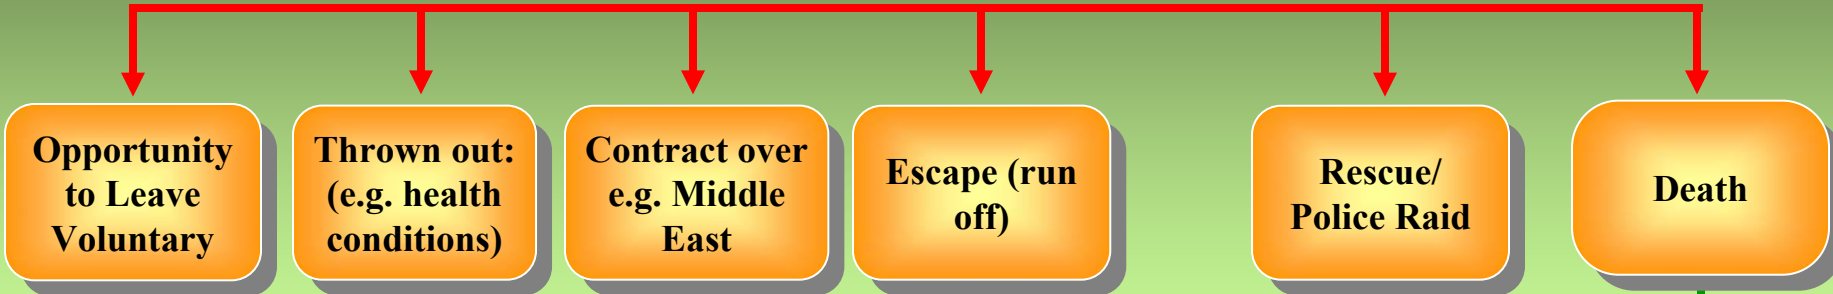 Opportunity
to Leave
Voluntary
Thrown out:
(e.g. health
conditions)
Contract over
e.g. Middle
East
Escape (run
off)
Rescue/
Police Raid
Death